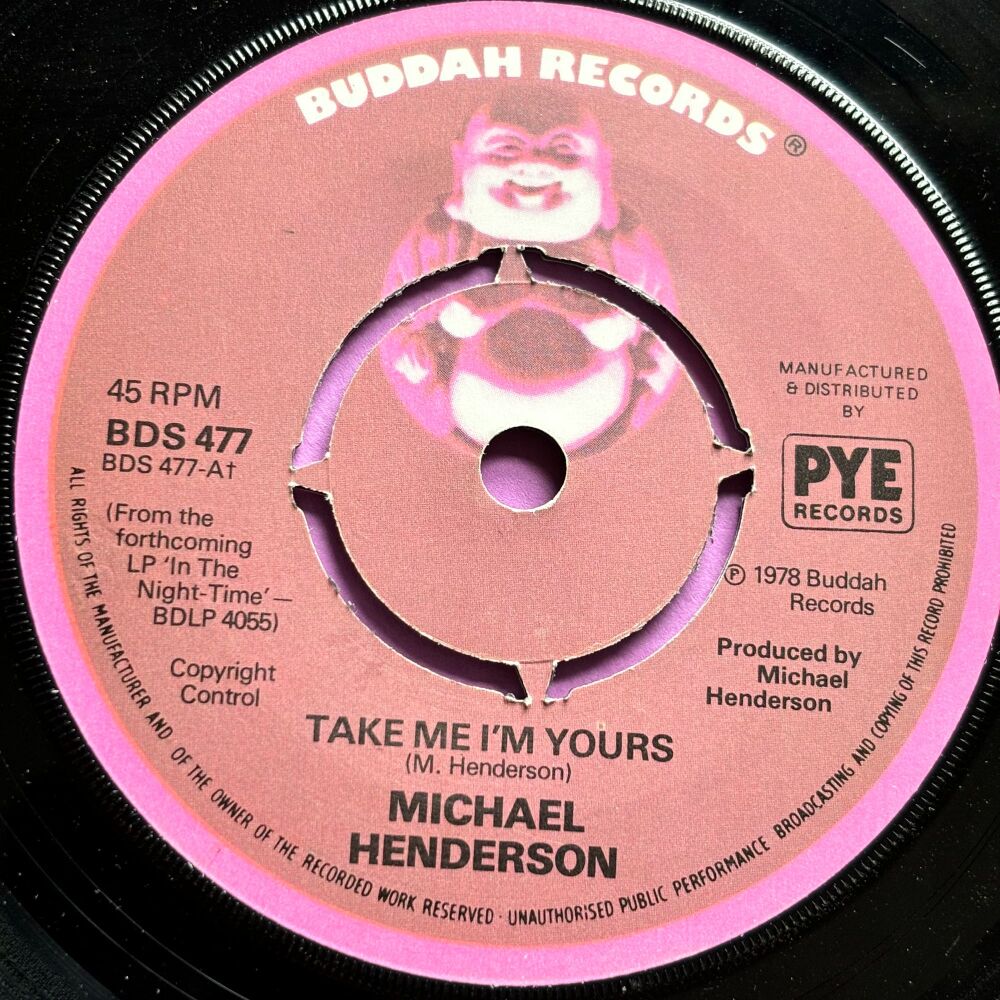 BUDDAH RECORDS®
45 RPM
BDS 477
BDS 477-A†
(From the
forthcoming
LP 'In The
Night-Time'—
BDLP 4055)
Copyright
Control
MANUFACTURED
& DISTRIBUTED
BY
PYE
RECORDS
℗ 1978 Buddah
Records
Produced by
Michael
Henderson
TAKE ME I'M YOURS
(M. Henderson)
MICHAEL
HENDERSON
ALL RIGHTS OF THE MANUFACTURER AND OF THE OWNER OF THE RECORDED WORK RESERVED · UNAUTHORISED PUBLIC PERFORMANCE BROADCASTING AND COPYING OF THIS RECORD PROHIBITED